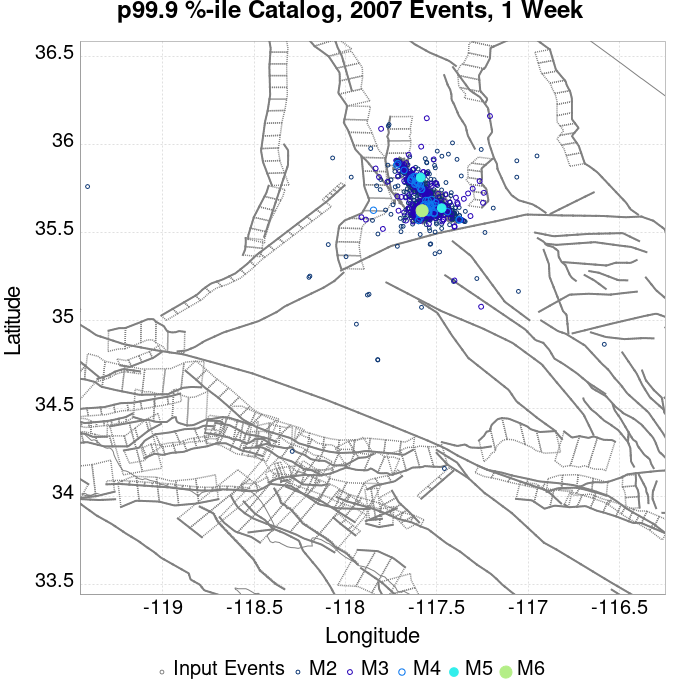 p99.9 %-ile Catalog, 2007 Events, 1 Week
36.5
36
35.5
35
34.5
34
33.5
Latitude
-119
-118.5
-118
-117.5
-117
-116.5
Longitude
Input Events
M2
M3
M4
M5
M6